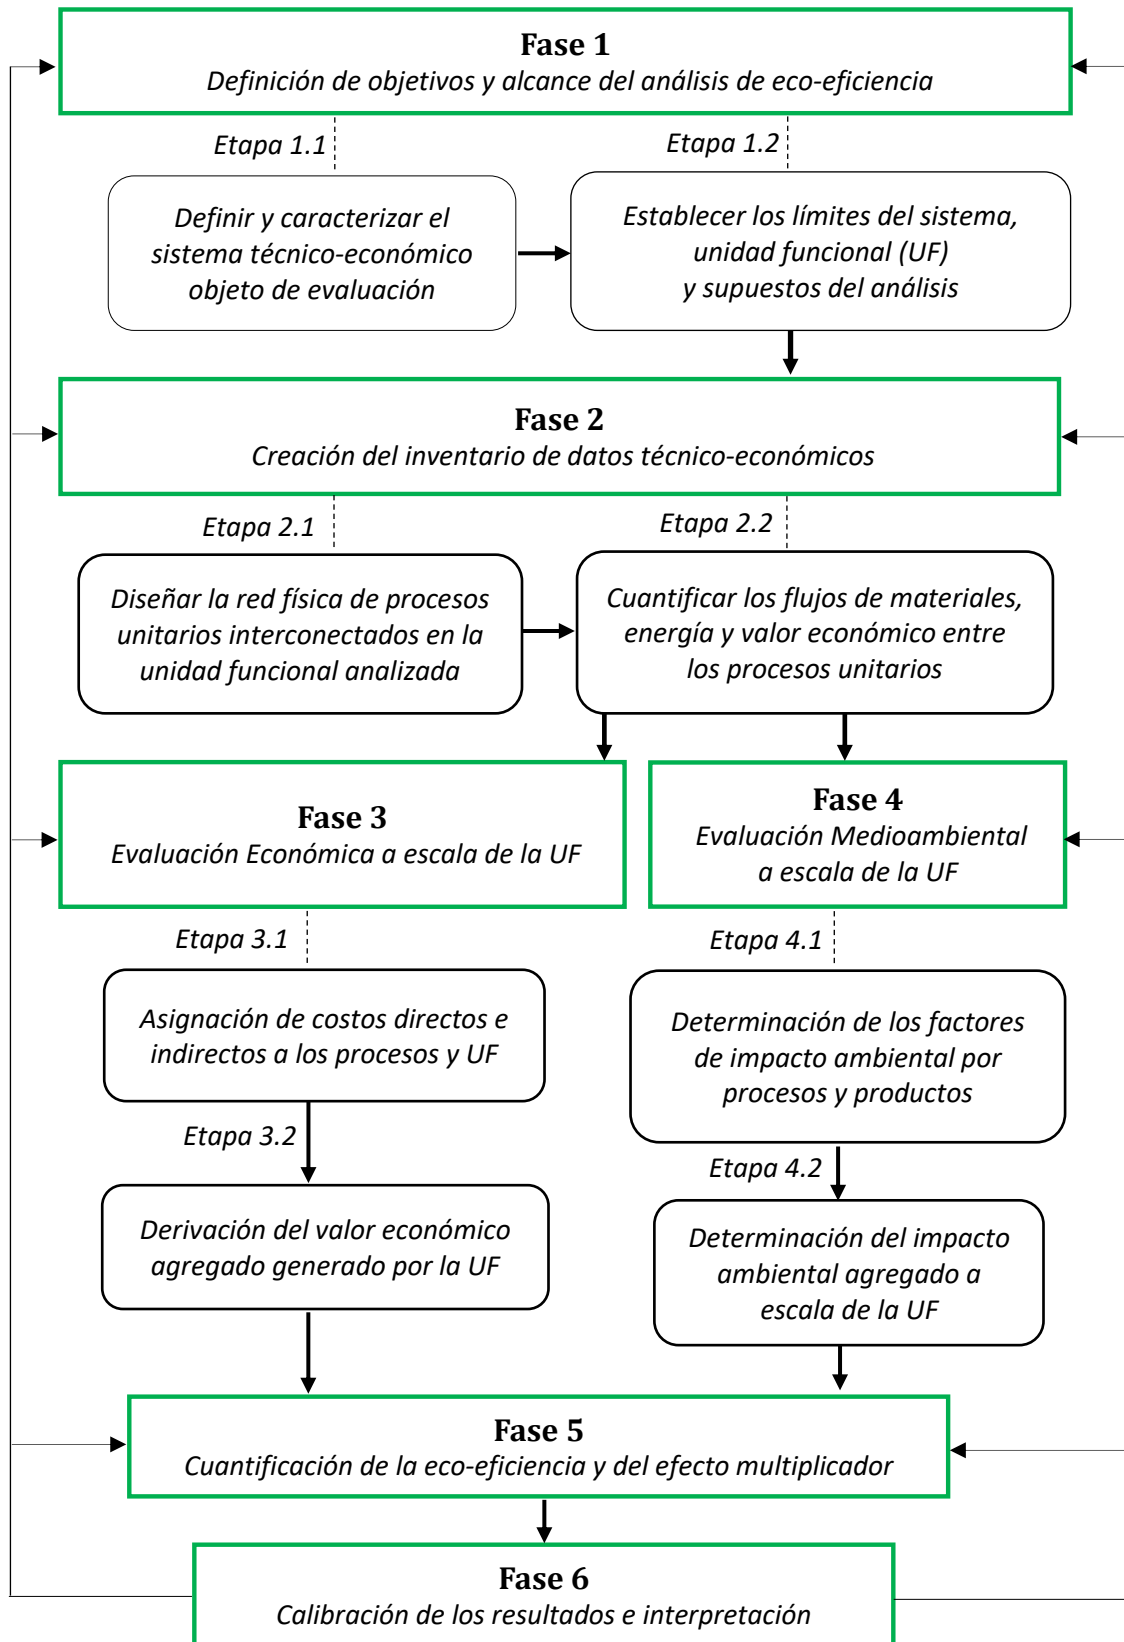 Fase 1
Definición de objetivos y alcance del análisis de eco-eficiencia
Etapa 1.1
Etapa 1.2
Definir y caracterizar el
sistema técnico-económico
objeto de evaluación
Establecer los límites del sistema,
unidad funcional (UF)
y supuestos del análisis
Fase 2
Creación del inventario de datos técnico-económicos
Etapa 2.1
Etapa 2.2
Diseñar la red física de procesos
unitarios interconectados en la
unidad funcional analizada
Cuantificar los flujos de materiales,
energía y valor económico entre
los procesos unitarios
Fase 3
Evaluación Económica a escala de la UF
Fase 4
Evaluación Medioambiental
a escala de la UF
Etapa 3.1
Etapa 4.1
Asignación de costos directos e
indirectos a los procesos y UF
Determinación de los factores
de impacto ambiental por
procesos y productos
Etapa 3.2
Etapa 4.2
Derivación del valor económico
agregado generado por la UF
Determinación del impacto
ambiental agregado a
escala de la UF
Fase 5
Cuantificación de la eco-eficiencia y del efecto multiplicador
Fase 6
Calibración de los resultados e interpretación